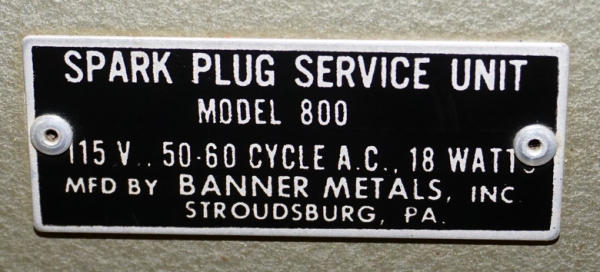 SPARK PLUG SERVICE UNIT
MODEL 800
115 V., 50-60 CYCLE A.C., 18 WATTS
MFD BY BANNER METALS, INC.
STROUDSBURG, PA.